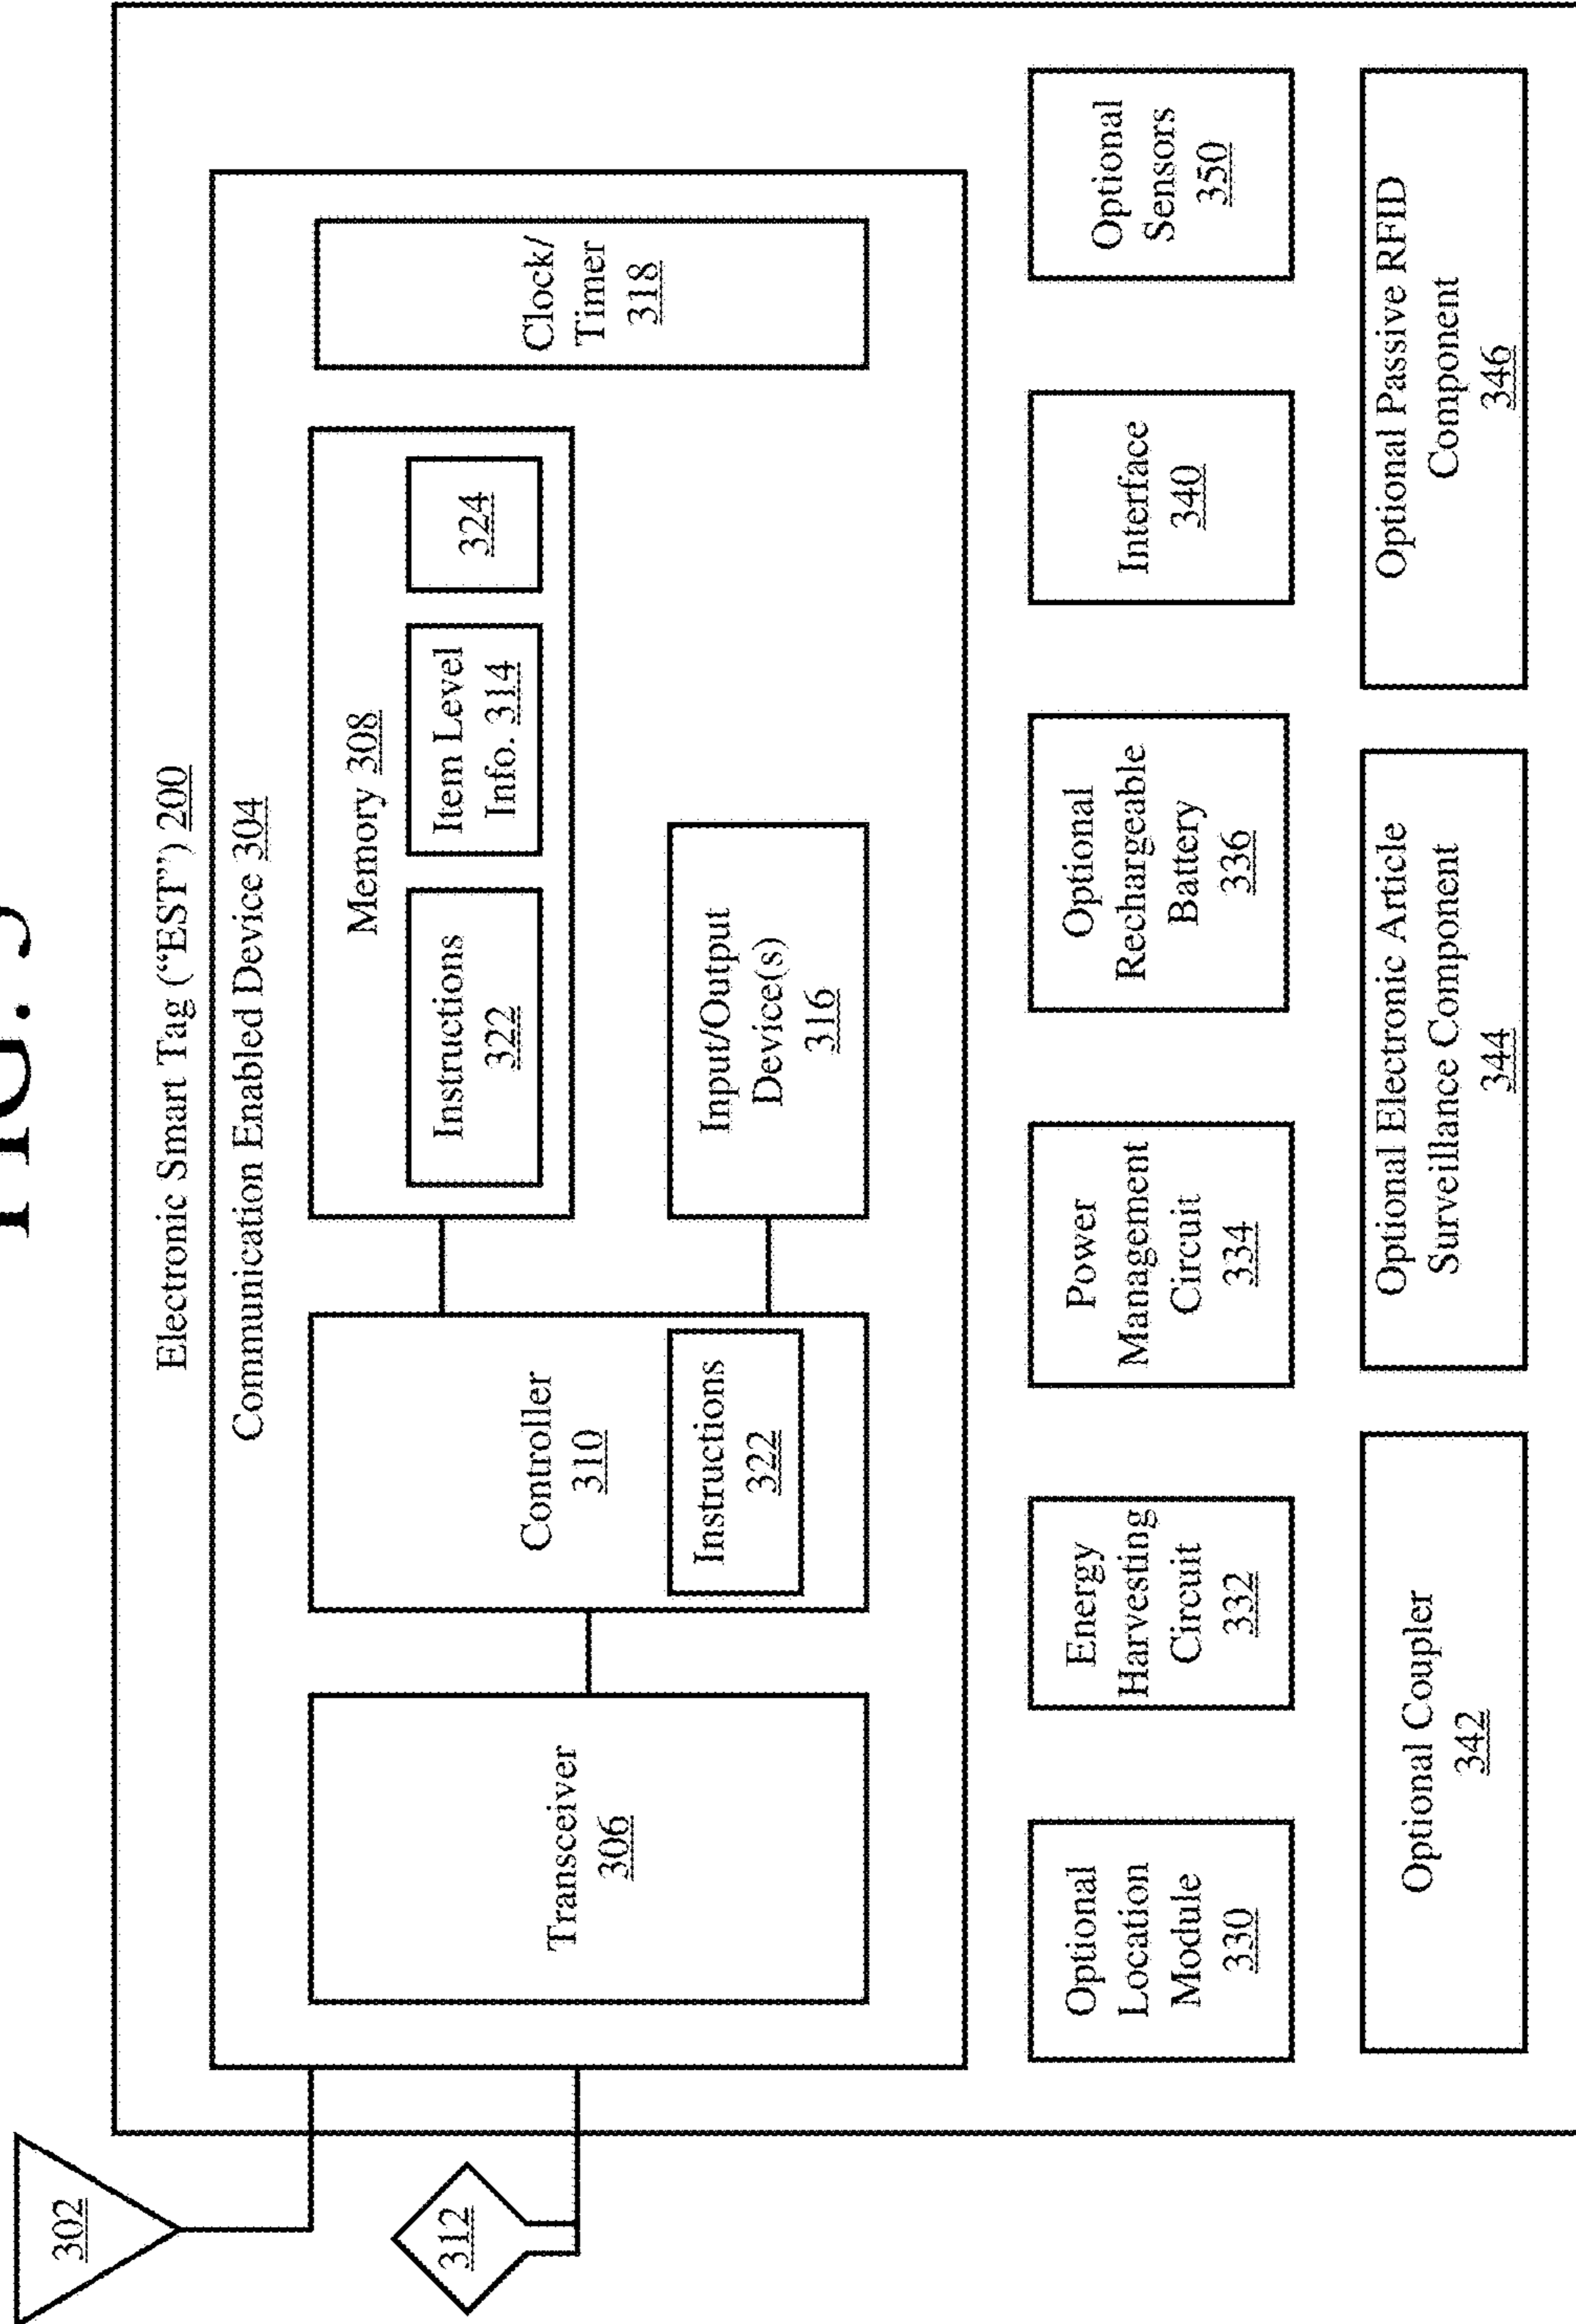 Electronic Smart Tag (“EST”) 200
Communication Enabled Device 304
302
312
Transceiver
306
Controller
310
Instructions
322
Memory 308
Instructions
322
Item Level
Info. 314
324
Input/Output
Device(s)
316
Clock/
Timer
318
Optional
Location
Module
330
Energy
Harvesting
Circuit
332
Power
Management
Circuit
334
Optional
Rechargeable
Battery
336
Interface
340
Optional
Sensors
350
Optional Coupler
342
Optional Electronic Article
Surveillance Component
344
Optional Passive RFID
Component
346